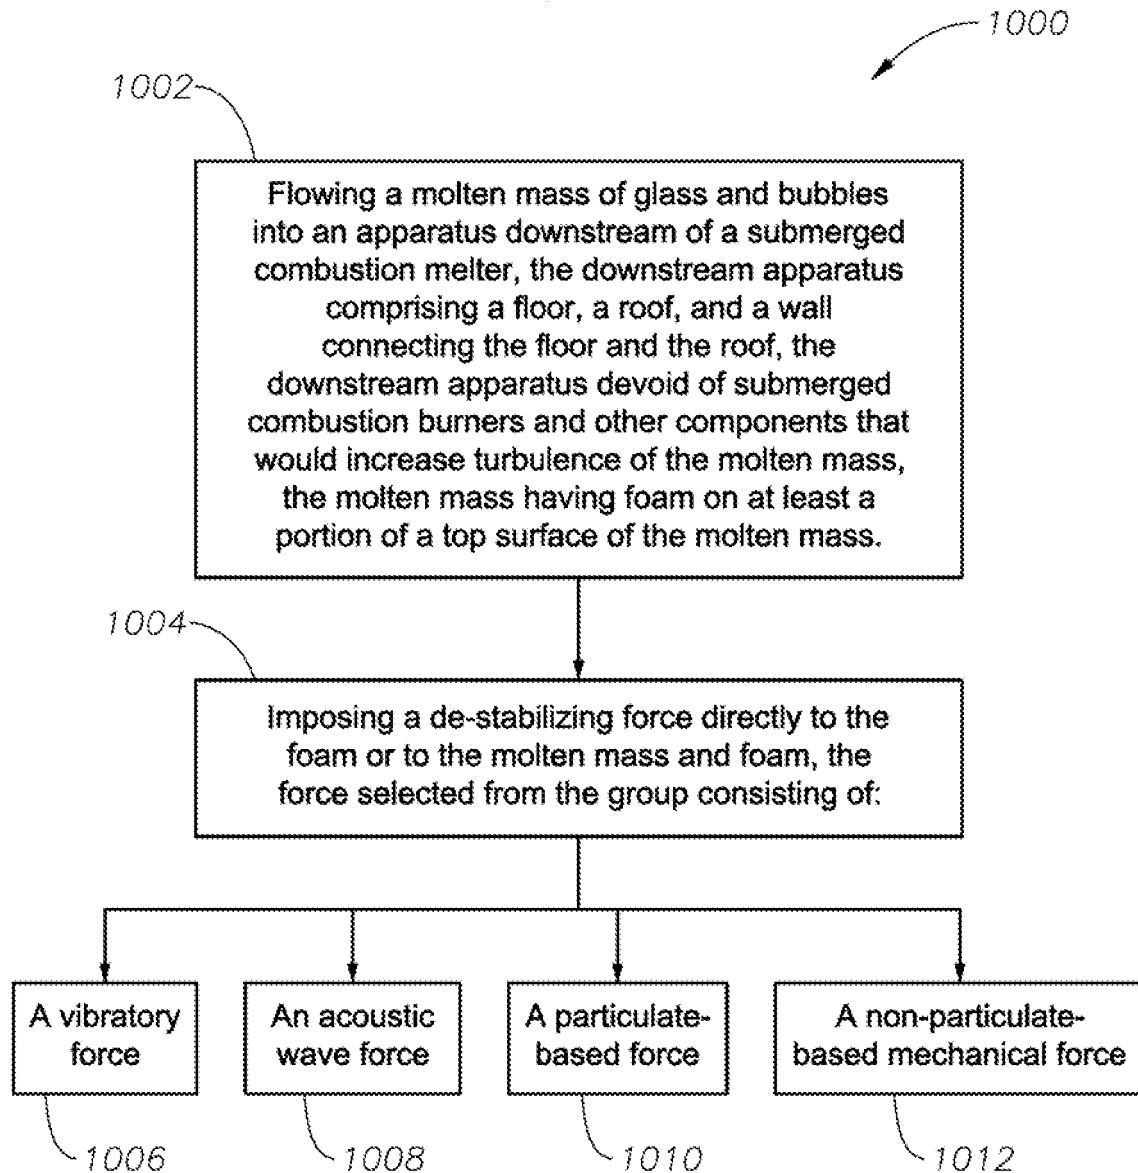 1000
1002
Flowing a molten mass of glass and bubbles
into an apparatus downstream of a submerged
combustion melter, the downstream apparatus
comprising a floor, a roof, and a wall
connecting the floor and the roof, the
downstream apparatus devoid of submerged
combustion burners and other components that
would increase turbulence of the molten mass,
the molten mass having foam on at least a
portion of a top surface of the molten mass.
1004
Imposing a de-stabilizing force directly to the
foam or to the molten mass and foam, the
force selected from the group consisting of:
A vibratory
force
An acoustic
wave force
A particulate-
based force
A non-particulate-
based mechanical force
1006
1008
1010
1012